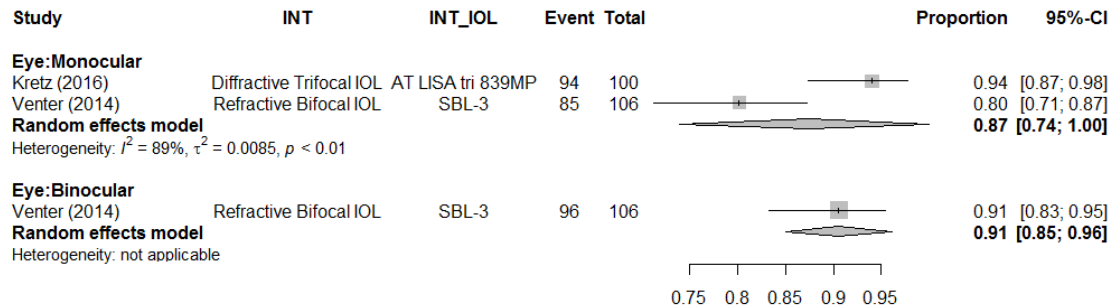 Study INT INT_IOL Event Total Proportion 95%-CI
Eye:Monocular
Kretz (2016) Diffractive Trifocal IOL AT LISA tri 839MP 94 100 0.94 [0.87; 0.98]
Venter (2014) Refractive Bifocal IOL SBL-3 85 106 0.80 [0.71; 0.87]
Random effects model 0.87 [0.74; 1.00]
Heterogeneity: I² = 89%, τ² = 0.0085, p < 0.01
Eye:Binocular
Venter (2014) Refractive Bifocal IOL SBL-3 96 106 0.91 [0.83; 0.95]
Random effects model 0.91 [0.85; 0.96]
Heterogeneity: not applicable
0.75 0.8 0.85 0.9 0.95